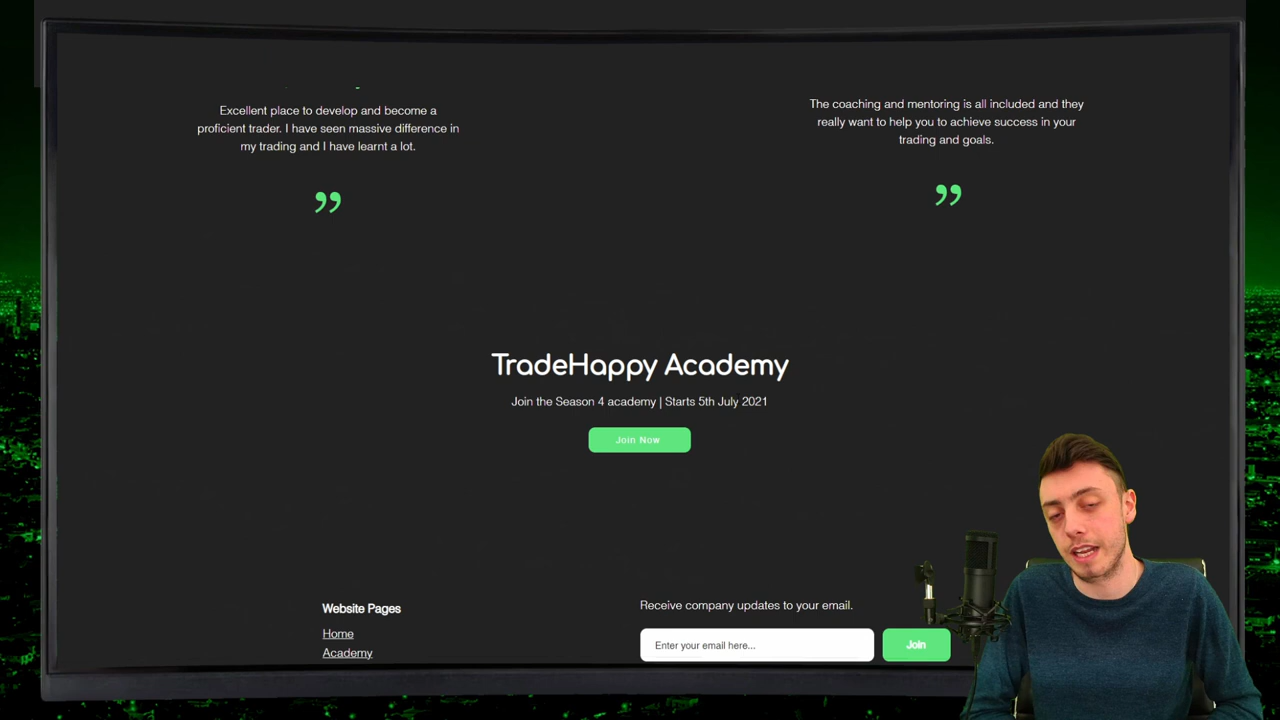 Excellent place to develop and become a
proficient trader. I have seen massive difference in
my trading and I have learnt a lot.
”
The coaching and mentoring is all included and they
really want to help you to achieve success in your
trading and goals.
”
TradeHappy Academy
Join the Season 4 academy | Starts 5th July 2021
Join Now
Website Pages
Home
Academy
Receive company updates to your email.
Enter your email here...
Join